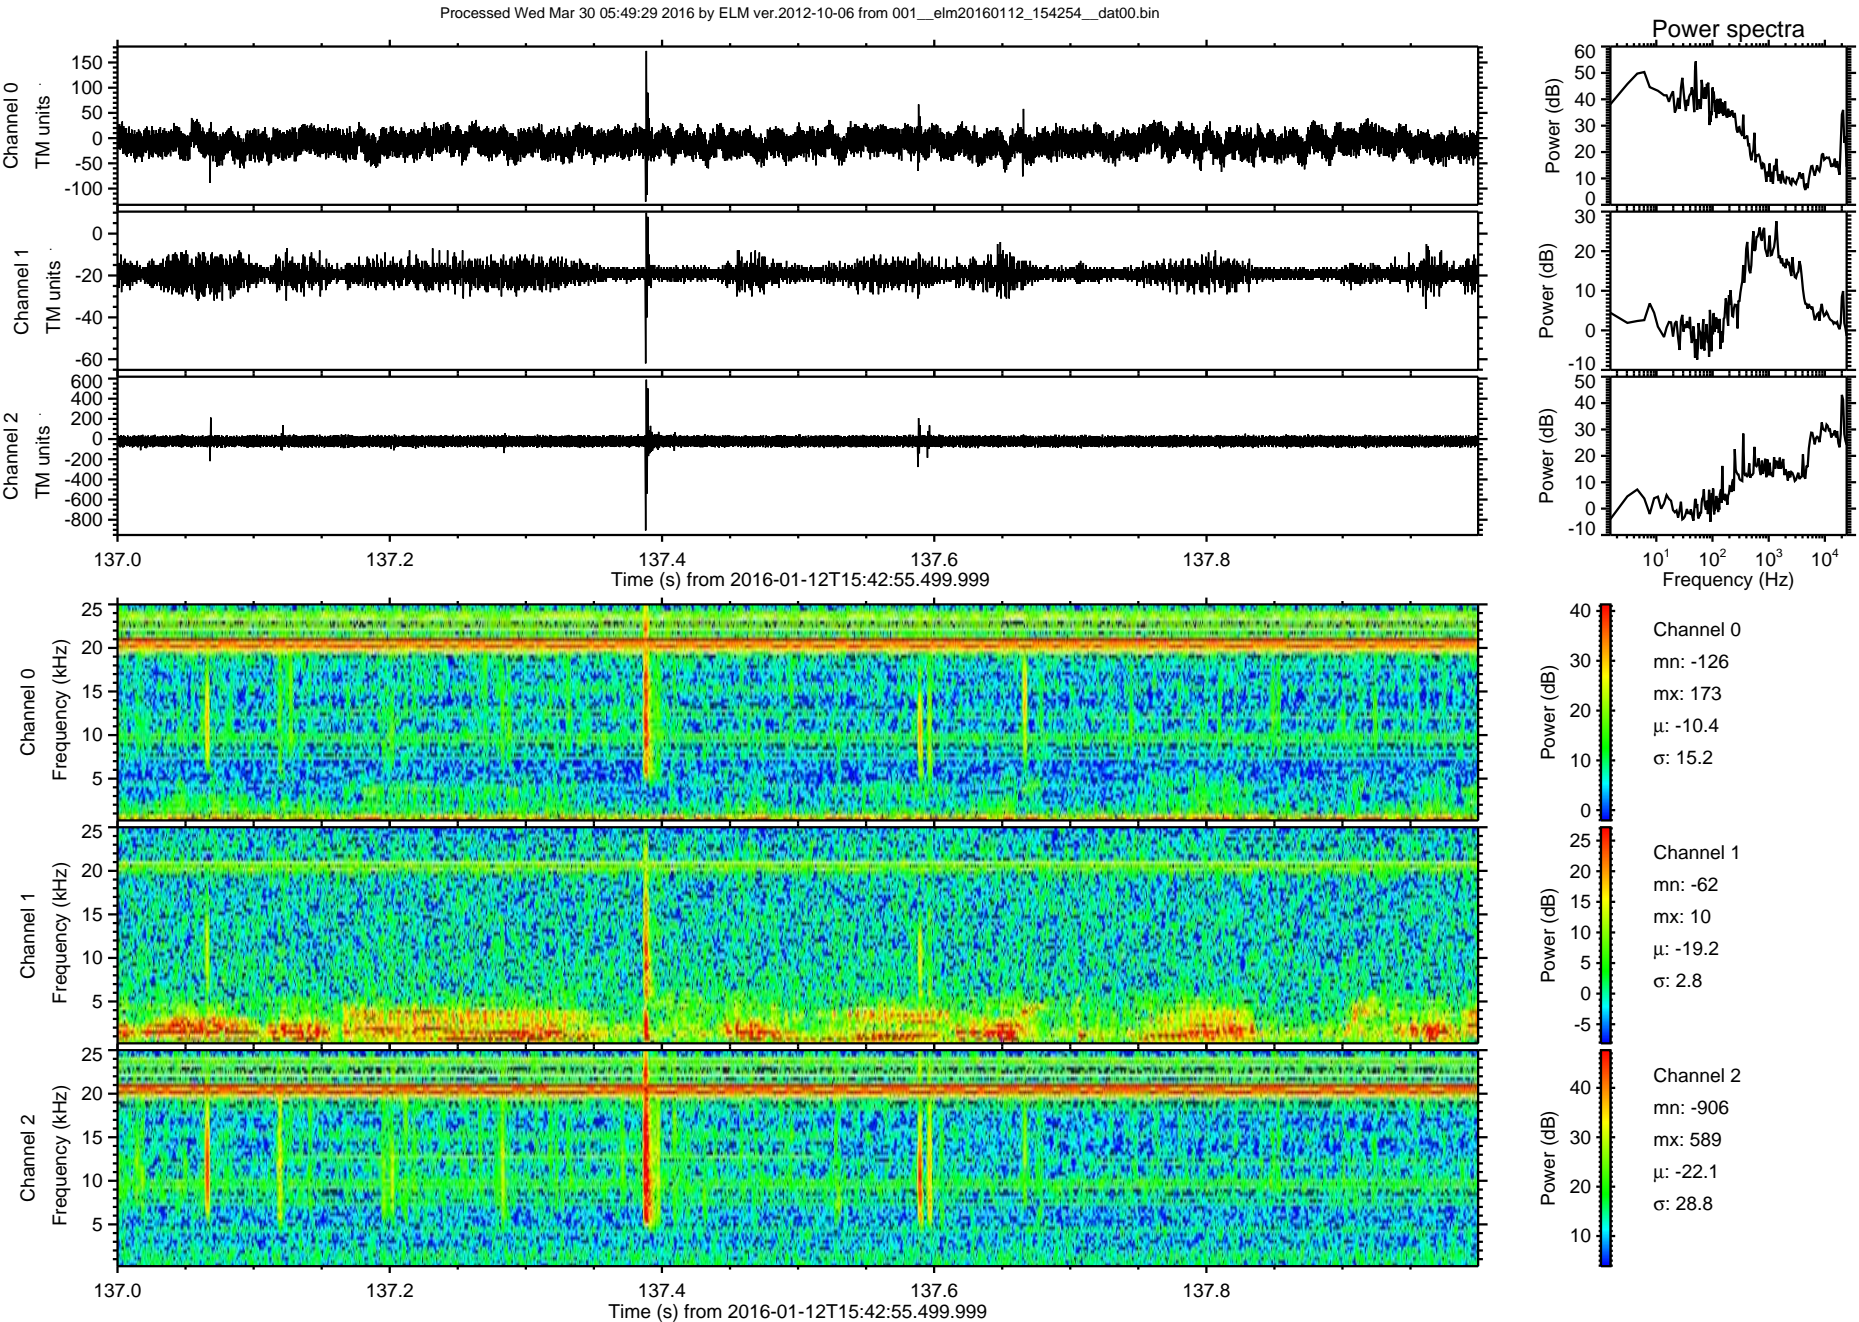 Processed Wed Mar 30 05:49:29 2016 by ELM ver.2012-10-06 from 001__elm20160112_154254__dat00.bin
Power spectra
Channel 0
TM units
150
100
50
0
-50
-100
Power (dB)
60
50
40
30
20
10
0
Channel 1
TM units
0
-20
-40
-60
Power (dB)
30
20
10
0
-10
Channel 2
TM units
600
400
200
0
-200
-400
-600
-800
Power (dB)
50
40
30
20
10
0
-10
137.0 137.2 137.4 137.6 137.8
Time (s) from 2016-01-12T15:42:55.499.999
10¹ 10² 10³ 10⁴
Frequency (Hz)
Channel 0
Frequency (kHz)
25
20
15
10
5
Power (dB)
40
30
20
10
0
Channel 0
mn: -126
mx: 173
μ: -10.4
σ: 15.2
Channel 1
Frequency (kHz)
25
20
15
10
5
Power (dB)
25
20
15
10
5
0
-5
Channel 1
mn: -62
mx: 10
μ: -19.2
σ: 2.8
Channel 2
Frequency (kHz)
25
20
15
10
5
Power (dB)
40
30
20
10
Channel 2
mn: -906
mx: 589
μ: -22.1
σ: 28.8
137.0 137.2 137.4 137.6 137.8
Time (s) from 2016-01-12T15:42:55.499.999